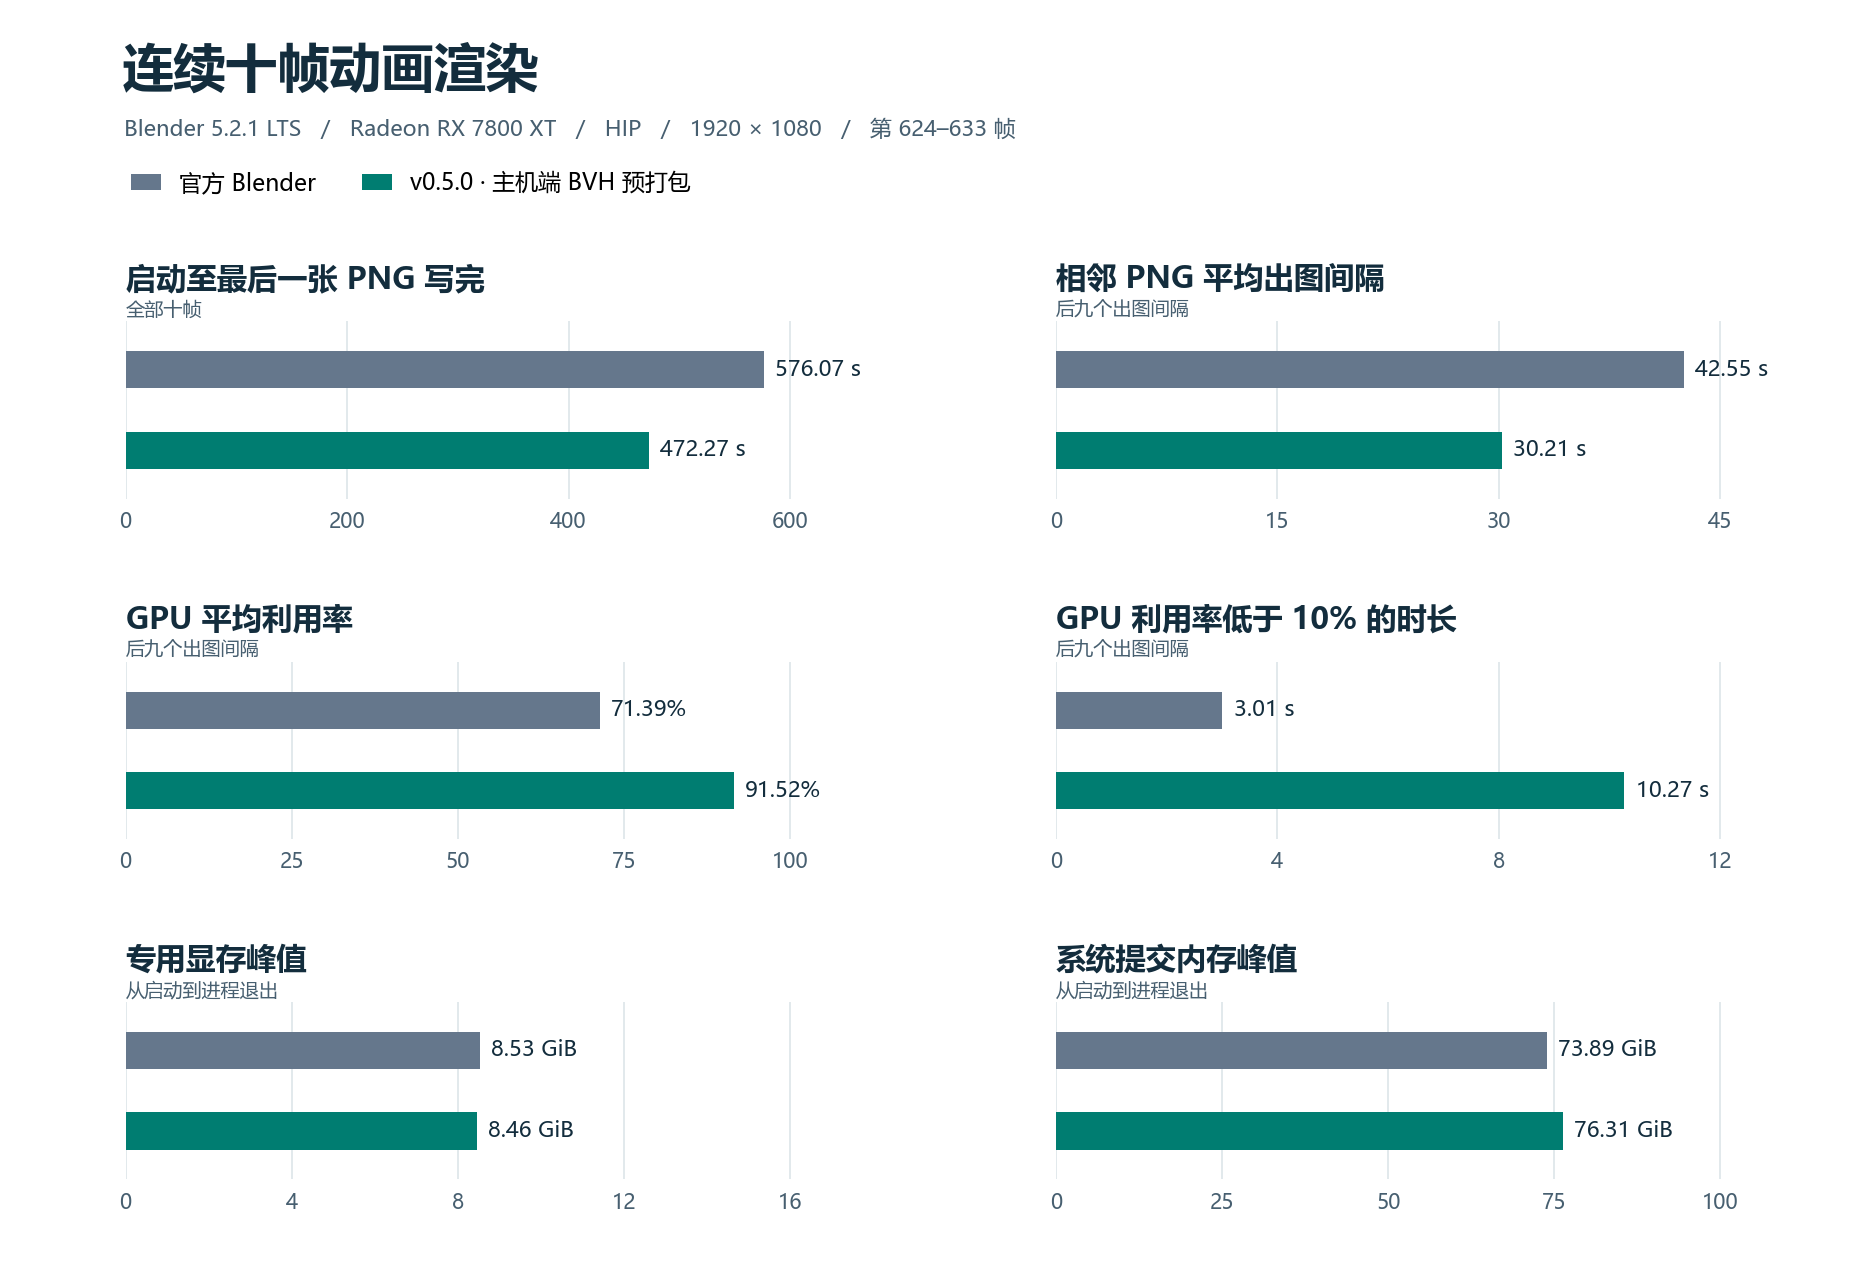 连续十帧动画渲染
Blender 5.2.1 LTS / Radeon RX 7800 XT / HIP / 1920 × 1080 / 第 624–633 帧
官方 Blender
v0.5.0 · 主机端 BVH 预打包
启动至最后一张 PNG 写完
全部十帧
576.07 s
472.27 s
0 200 400 600
相邻 PNG 平均出图间隔
后九个出图间隔
42.55 s
30.21 s
0 15 30 45
GPU 平均利用率
后九个出图间隔
71.39%
91.52%
0 25 50 75 100
GPU 利用率低于 10% 的时长
后九个出图间隔
3.01 s
10.27 s
0 4 8 12
专用显存峰值
从启动到进程退出
8.53 GiB
8.46 GiB
0 4 8 12 16
系统提交内存峰值
从启动到进程退出
73.89 GiB
76.31 GiB
0 25 50 75 100